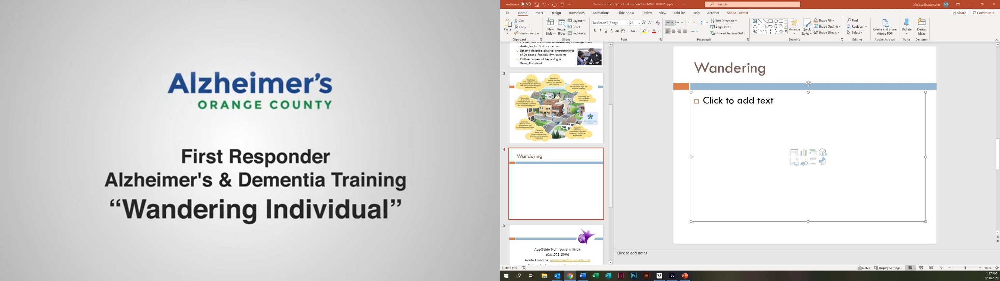 Alzheimer's
ORANGE COUNTY
First Responder
Alzheimer's & Dementia Training
“Wandering Individual”
AutoSave Off
Dementia Friendly for First Responders-MMC 10 08 20.pptx -...
Search
Melissa Brackmann MB
File Home Insert Design Transitions Animations Slide Show Review View Add-ins Help Acrobat Shape Format
Share Comments
Paste
Cut
Copy
Format Painter
Clipboard
New Slide
Reuse Slides
Layout
Reset
Section
Slides
Tw Cen MT (Body) 29
B I U S ab AV Aa
Font
Text Direction
Align Text
Convert to SmartArt
Paragraph
Arrange
Quick Styles
Shape Fill
Shape Outline
Shape Effects
Drawing
Find
Replace
Select
Editing
Create and Share Adobe PDF
Adobe Acrobat
Dictate
Voice
Design Ideas
Designer
Present and discuss dementia-friendly challenges and
strategies for first responders
List and describe physical characteristics
of Dementia-Friendly Environments
Outline process of becoming a
Dementia Friend
3
4
Wandering
5
AgeGuide Northeastern Illinois
630-293-5990
Marla Fronczak: mfronczak@ageguide.org
Wandering
Click to add text
Click to add notes
Slide 4 of 6
Notes Display Settings 106%
1:17 PM
9/30/2020